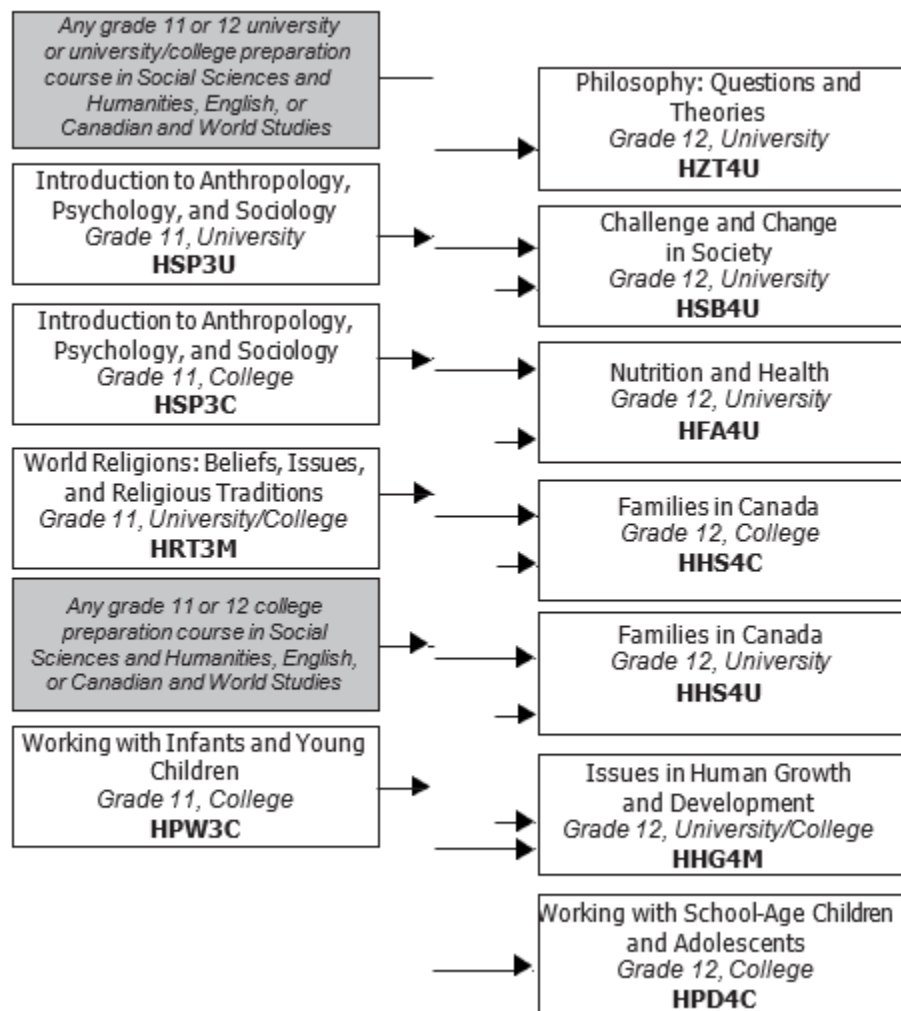 Any grade 11 or 12 university
or university/college preparation
course in Social Sciences and
Humanities, English, or
Canadian and World Studies
Introduction to Anthropology,
Psychology, and Sociology
Grade 11, University
HSP3U
Introduction to Anthropology,
Psychology, and Sociology
Grade 11, College
HSP3C
World Religions: Beliefs, Issues,
and Religious Traditions
Grade 11, University/College
HRT3M
Any grade 11 or 12 college
preparation course in Social
Sciences and Humanities, English,
or Canadian and World Studies
Working with Infants and Young
Children
Grade 11, College
HPW3C
Philosophy: Questions and
Theories
Grade 12, University
HZT4U
Challenge and Change
in Society
Grade 12, University
HSB4U
Nutrition and Health
Grade 12, University
HFA4U
Families in Canada
Grade 12, College
HHS4C
Families in Canada
Grade 12, University
HHS4U
Issues in Human Growth
and Development
Grade 12, University/College
HHG4M
Working with School-Age Children
and Adolescents
Grade 12, College
HPD4C